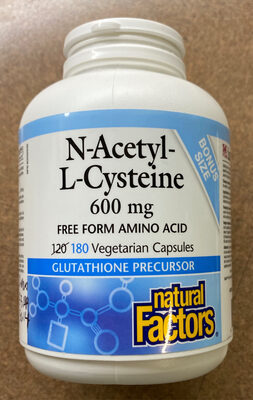 N-Acetyl-
L-Cysteine
600 mg
BONUS
SIZE
FREE FORM AMINO ACID
120 180 Vegetarian Capsules
GLUTATHIONE PRECURSOR
natural
Factors